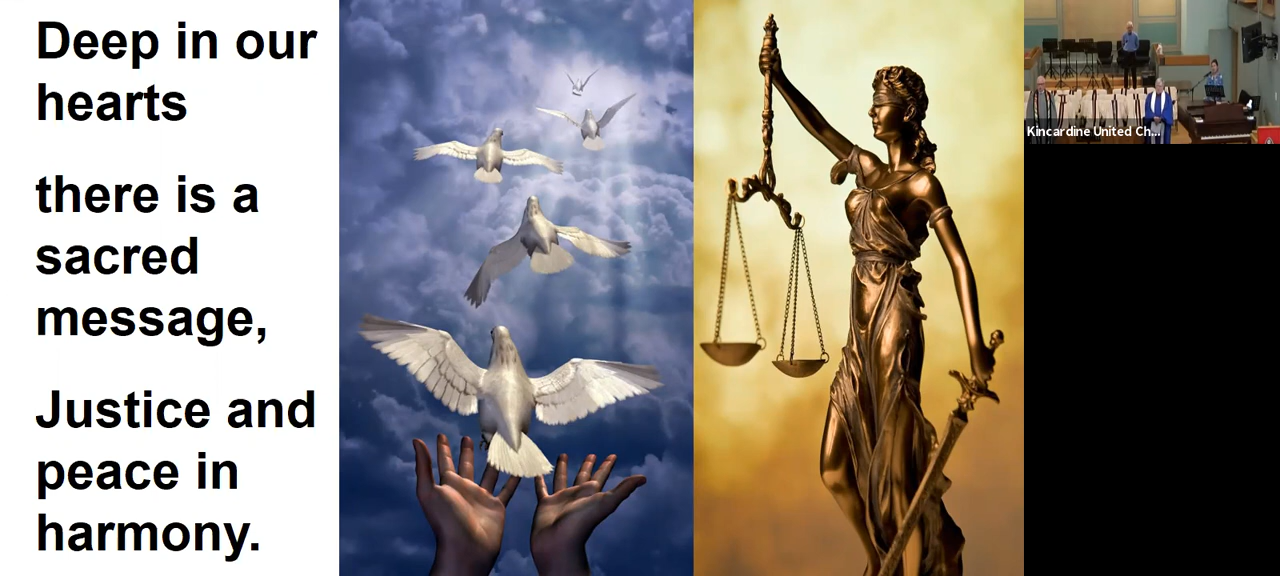 Deep in our
hearts
there is a
sacred
message,
Justice and
peace in
harmony.
Kincardine United Ch...